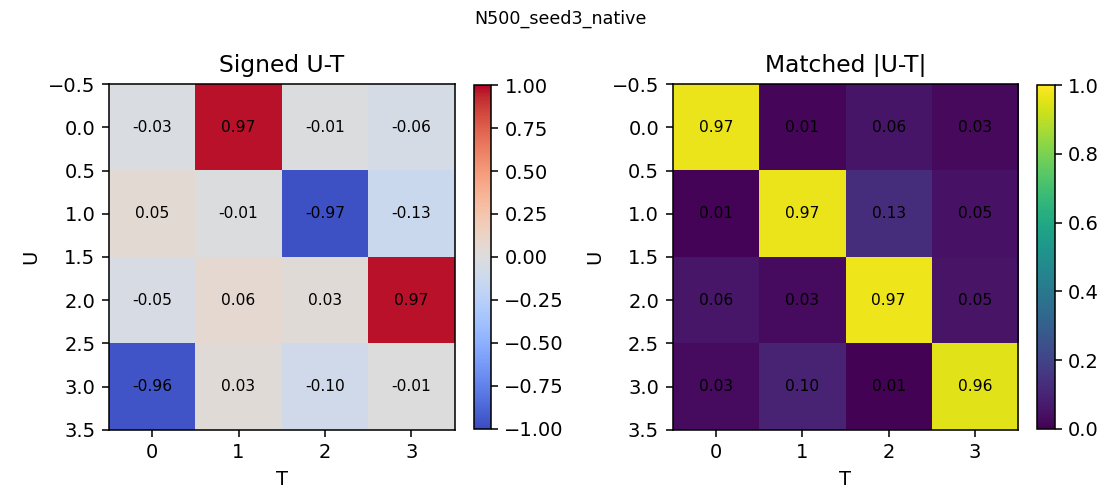 N500_seed3_native
Signed U-T
−0.5
0.0
0.5
1.0
1.5
2.0
2.5
3.0
3.5
U
-0.03 0.97 -0.01 -0.06
0.05 -0.01 -0.97 -0.13
-0.05 0.06 0.03 0.97
-0.96 0.03 -0.10 -0.01
0 1 2 3
T
1.00
0.75
0.50
0.25
0.00
−0.25
−0.50
−0.75
−1.00
Matched |U-T|
−0.5
0.0
0.5
1.0
1.5
2.0
2.5
3.0
3.5
U
0.97 0.01 0.06 0.03
0.01 0.97 0.13 0.05
0.06 0.03 0.97 0.05
0.03 0.10 0.01 0.96
0 1 2 3
T
1.0
0.8
0.6
0.4
0.2
0.0